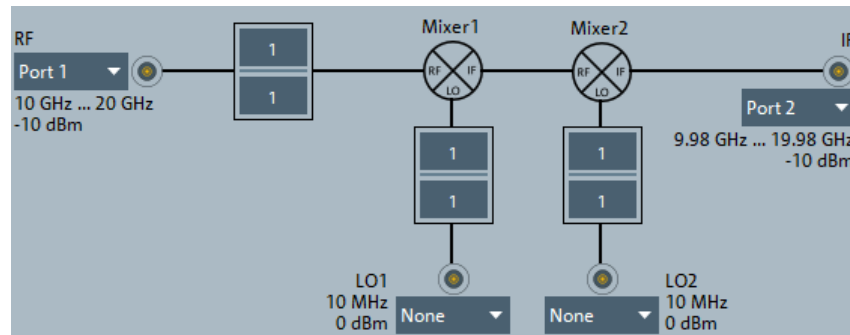 RF
Port 1
10 GHz ... 20 GHz
-10 dBm
1
1
Mixer1
RF IF
LO
1
1
LO1
10 MHz
0 dBm
None
Mixer2
RF IF
LO
1
1
LO2
10 MHz
0 dBm
None
IF
Port 2
9.98 GHz ... 19.98 GHz
-10 dBm